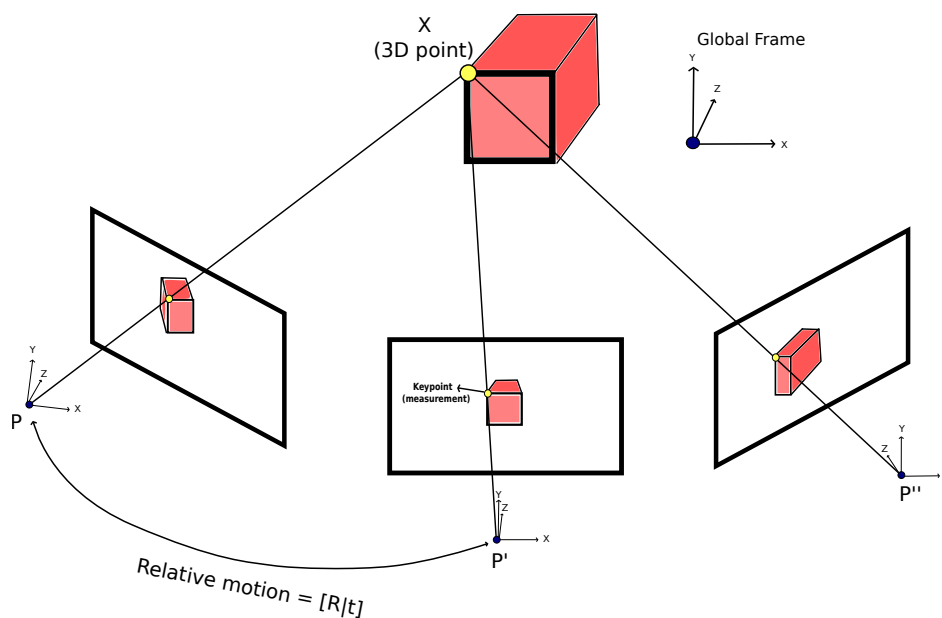 X
(3D point)
Global Frame
Y
Z
X
Y
Z
X
P
Keypoint
(measurement)
Y
Z
X
P'
Y
Z
P''
Relative motion = [R|t]